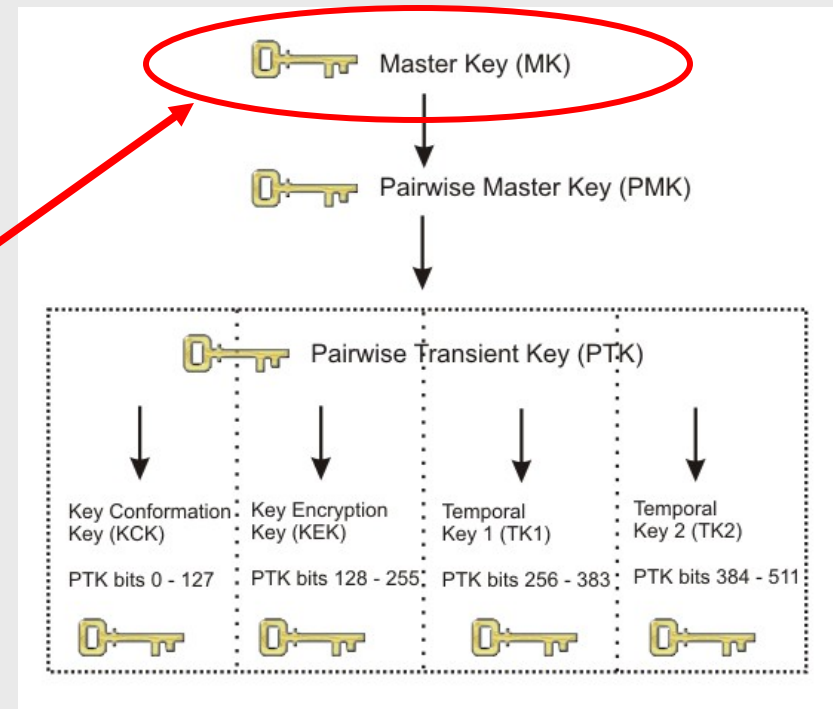 Master Key (MK)
Pairwise Master Key (PMK)
Pairwise Transient Key (PTK)
Key Conformation
Key (KCK)
PTK bits 0 - 127
Key Encryption
Key (KEK)
PTK bits 128 - 255
Temporal
Key 1 (TK1)
PTK bits 256 - 383
Temporal
Key 2 (TK2)
PTK bits 384 - 511